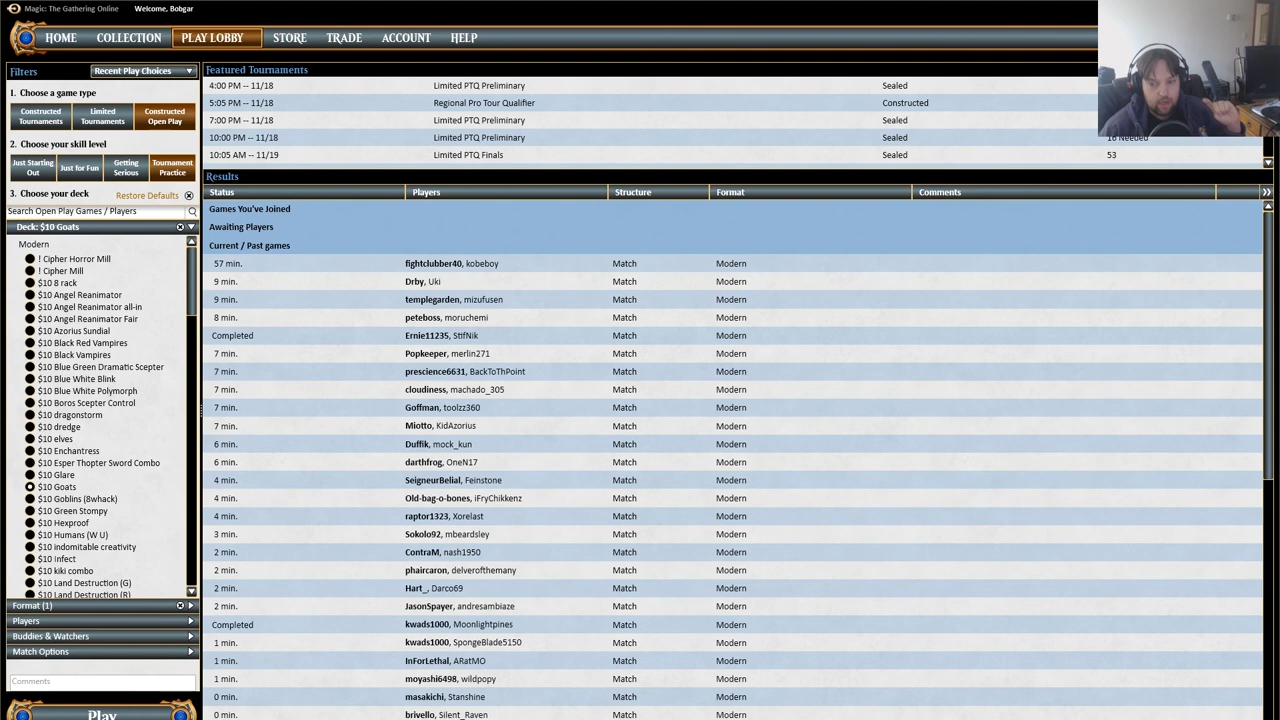 Magic: The Gathering Online Welcome, Bobgar
HOME COLLECTION PLAY LOBBY STORE TRADE ACCOUNT HELP
Filters Recent Play Choices
1. Choose a game type
Constructed Tournaments Limited Tournaments Constructed Open Play
2. Choose your skill level
Just Starting Out Just for Fun Getting Serious Tournament Practice
3. Choose your deck Restore Defaults
Search Open Play Games / Players
Deck: $10 Goats
Modern
! Cipher Horror Mill
! Cipher Mill
$10 8 rack
$10 Angel Reanimator
$10 Angel Reanimator all-in
$10 Angel Reanimator Fair
$10 Azorius Sundial
$10 Black Red Vampires
$10 Black Vampires
$10 Blue Green Dramatic Scepter
$10 Blue White Blink
$10 Blue White Polymorph
$10 Boros Scepter Control
$10 dragonstorm
$10 dredge
$10 elves
$10 Enchantress
$10 Esper Thopter Sword Combo
$10 Glare
$10 Goats
$10 Goblins (8whack)
$10 Green Stompy
$10 Hexproof
$10 Humans (W U)
$10 indomitable creativity
$10 Infect
$10 kiki combo
$10 Land Destruction (G)
$10 Land Destruction (R)
Format (1)
Players
Buddies & Watchers
Match Options
Comments
Play
Featured Tournaments
4:00 PM -- 11/18 Limited PTQ Preliminary Sealed
5:05 PM -- 11/18 Regional Pro Tour Qualifier Constructed
7:00 PM -- 11/18 Limited PTQ Preliminary Sealed
10:00 PM -- 11/18 Limited PTQ Preliminary Sealed 16 Needed
10:05 AM -- 11/19 Limited PTQ Finals Sealed 53
Results
Status Players Structure Format Comments
Games You've Joined
Awaiting Players
Current / Past games
57 min. fightclubber40, kobeboy Match Modern
9 min. Drby, Uki Match Modern
9 min. templegarden, mizufusen Match Modern
8 min. peteboss, moruchemi Match Modern
Completed Ernie11235, StifNik Match Modern
7 min. Popkeeper, merlin271 Match Modern
7 min. prescience6631, BackToThPoint Match Modern
7 min. cloudiness, machado_305 Match Modern
7 min. Goffman, toolzz360 Match Modern
7 min. Miotto, KidAzorius Match Modern
6 min. Duffik, mock_kun Match Modern
6 min. darthfrog, OneN17 Match Modern
4 min. SeigneurBelial, Feinstone Match Modern
4 min. Old-bag-o-bones, iFryChikkenz Match Modern
4 min. raptor1323, Xorelast Match Modern
3 min. Sokolo92, mbeardsley Match Modern
2 min. ContraM, nash1950 Match Modern
2 min. phaircaron, delverofthemany Match Modern
2 min. Hart_, Darco69 Match Modern
2 min. JasonSpayer, andresambiaze Match Modern
Completed kwads1000, Moonlightpines Match Modern
1 min. kwads1000, SpongeBlade5150 Match Modern
1 min. InForLethal, ARatMO Match Modern
1 min. moyashi6498, wildpopy Match Modern
0 min. masakichi, Stanshine Match Modern
0 min. brivello, Silent_Raven Match Modern